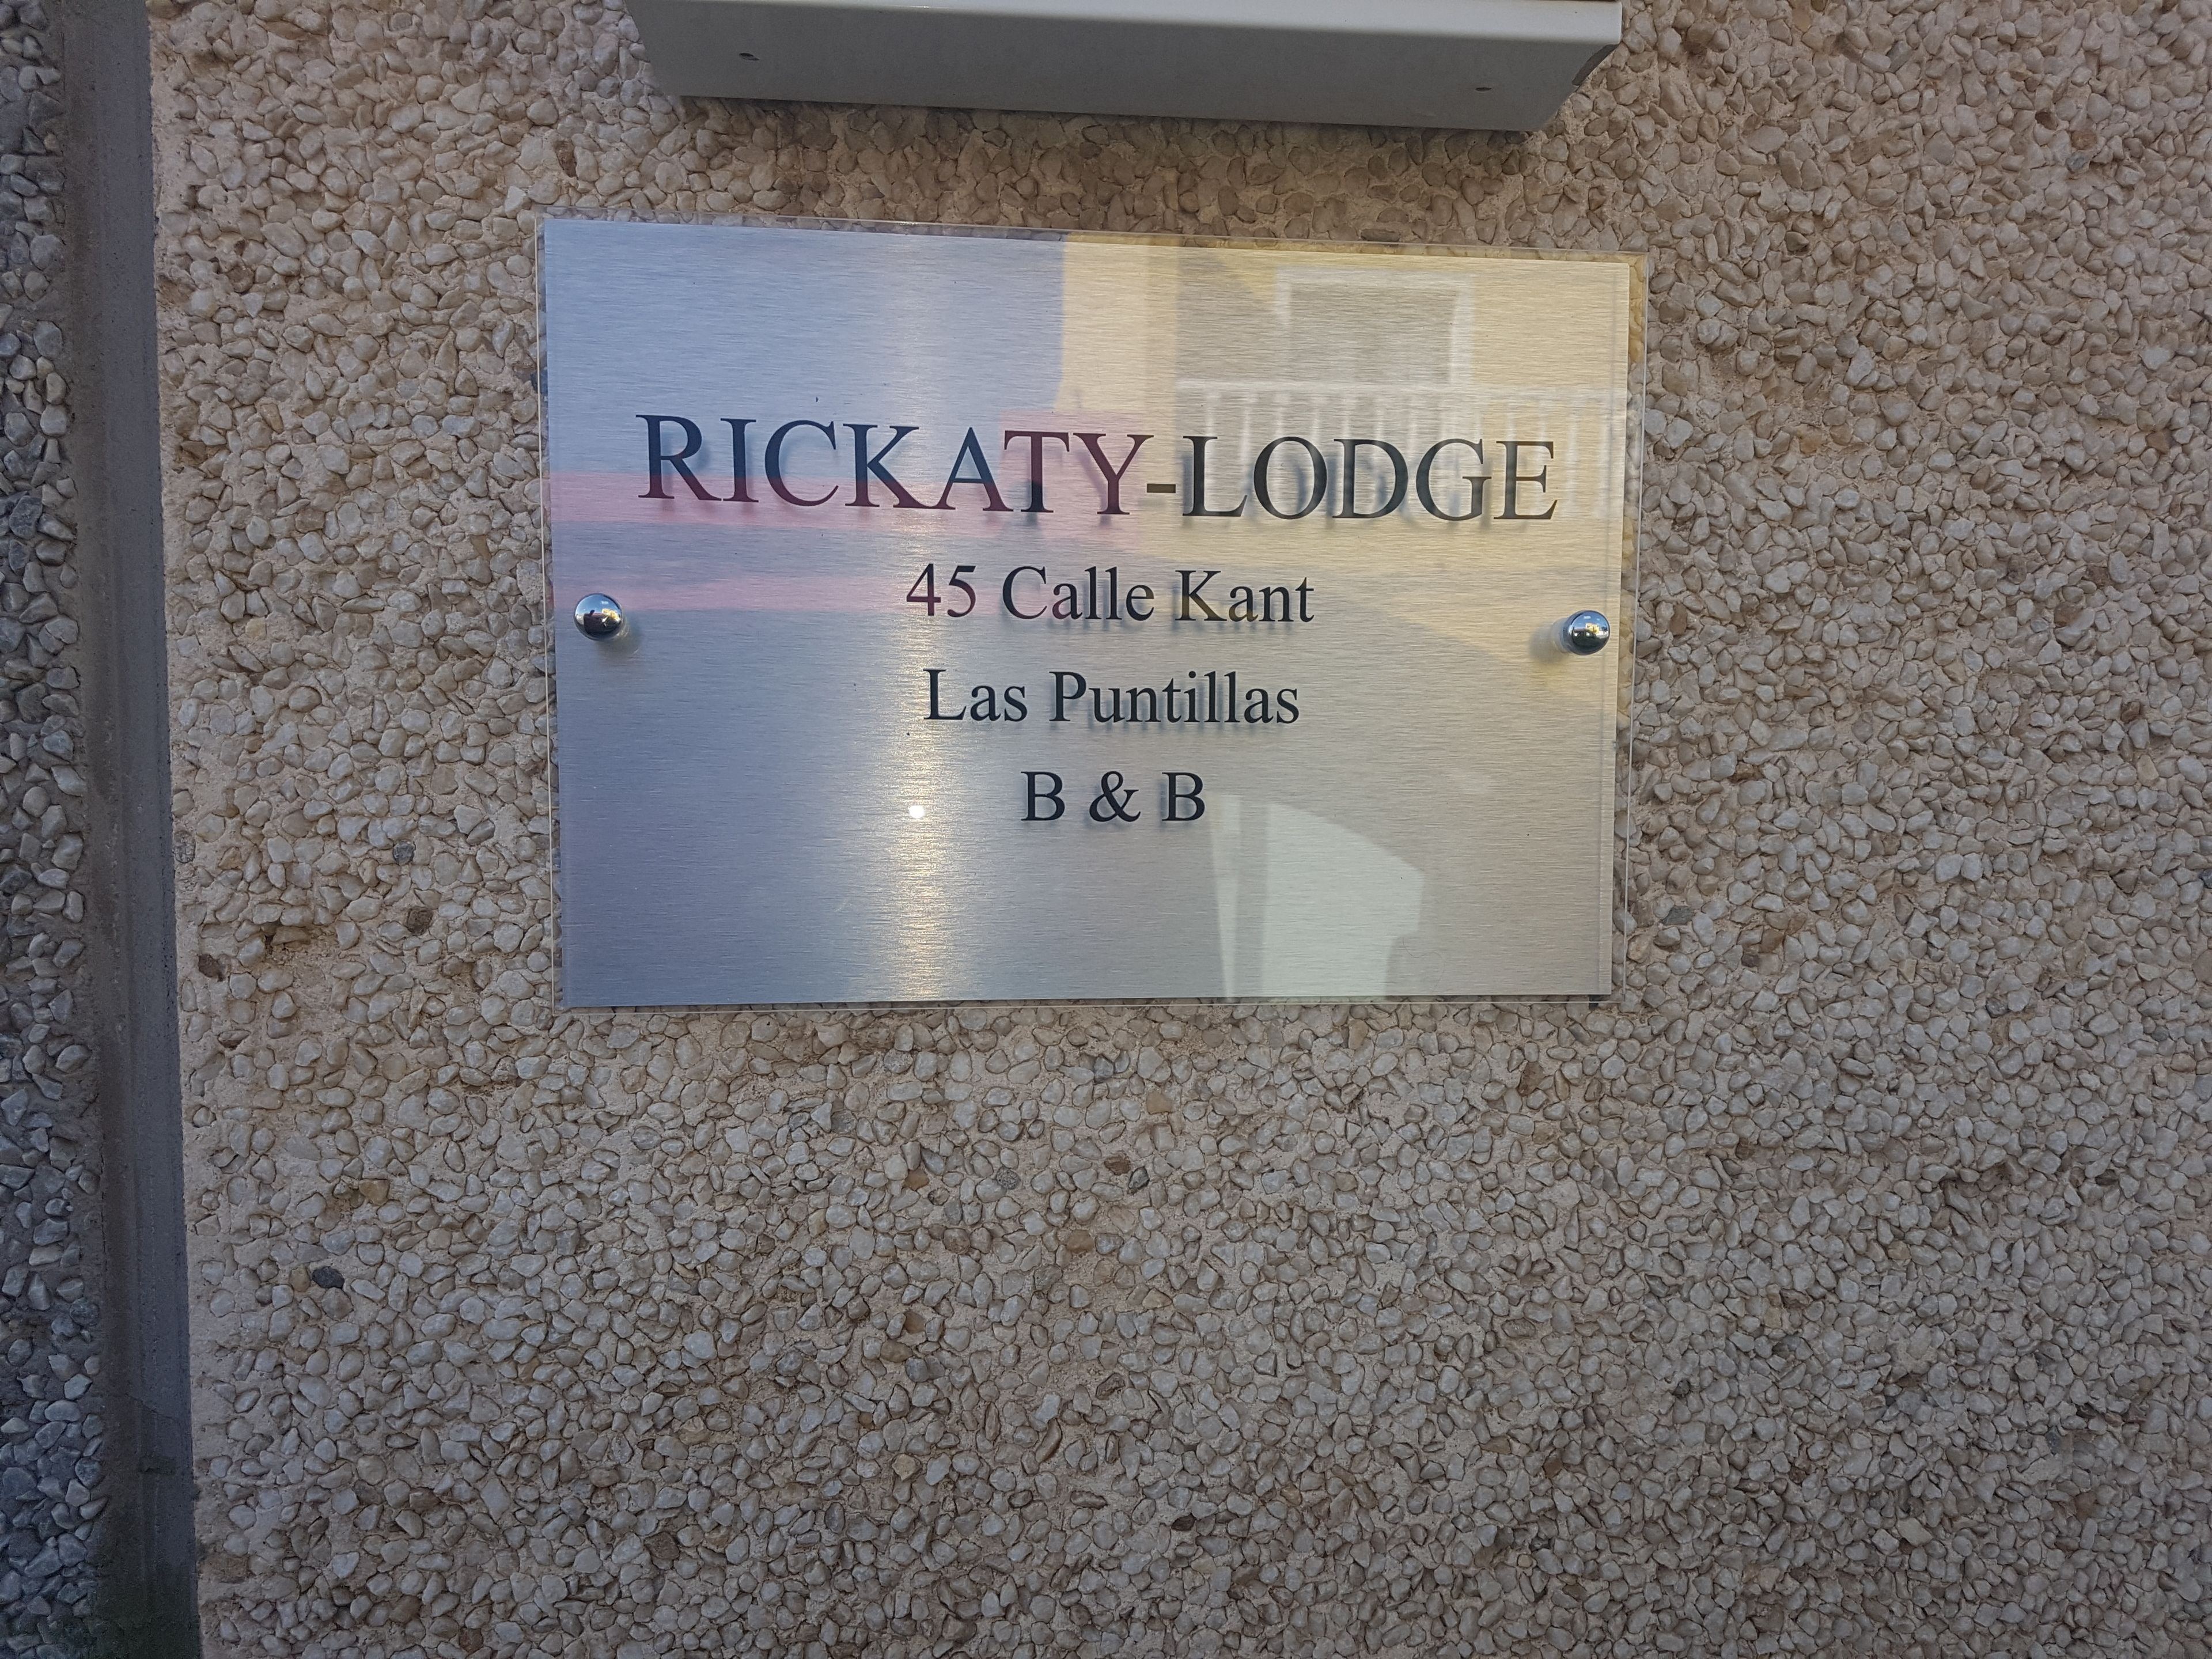 RICKATY-LODGE
45 Calle Kant
Las Puntillas
B & B